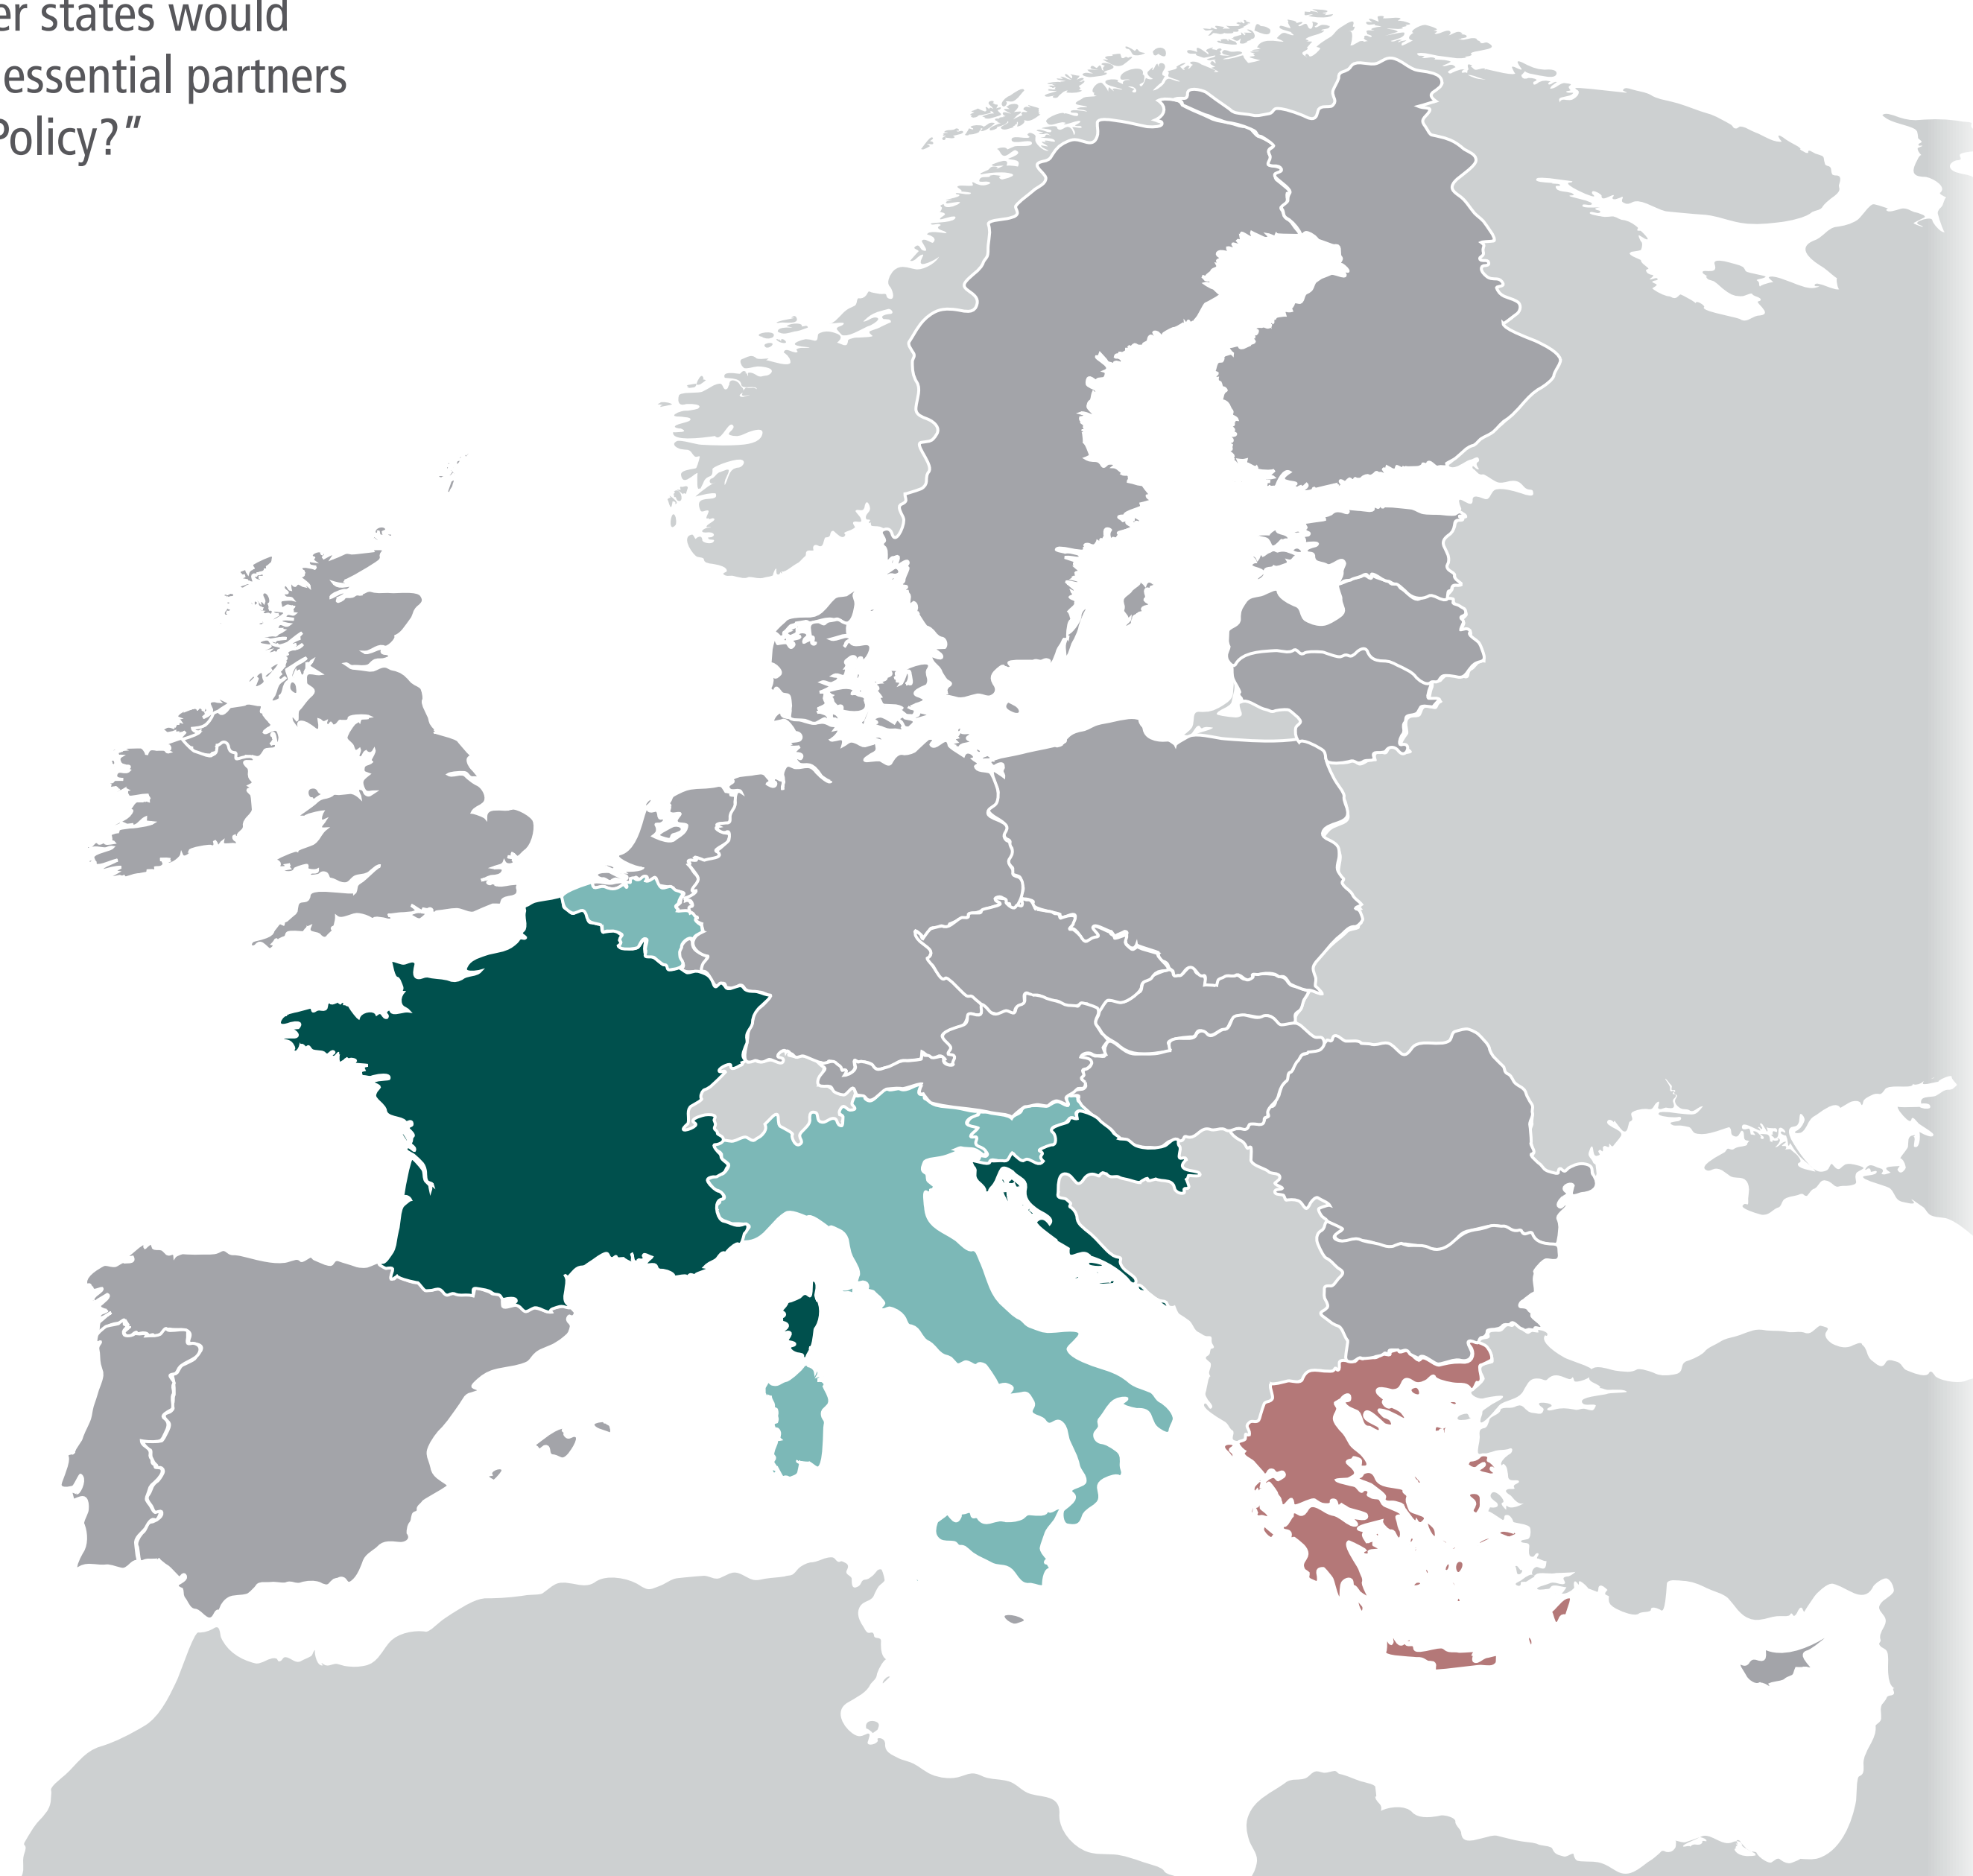 er states would
essential partners
Policy?”